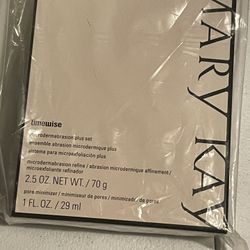 MARY KAY
timewise
microdermabrasion plus set
ensemble abrasion microdermique plus
sistema para microexfoliación plus
microdermabrasion refine / abrasion microdermique affinement /
microexfoliante refinador
2.5 OZ. NET WT. / 70 g
pore minimizer / minimiseur de pores / minimizador de poros
1 FL. OZ. / 29 ml